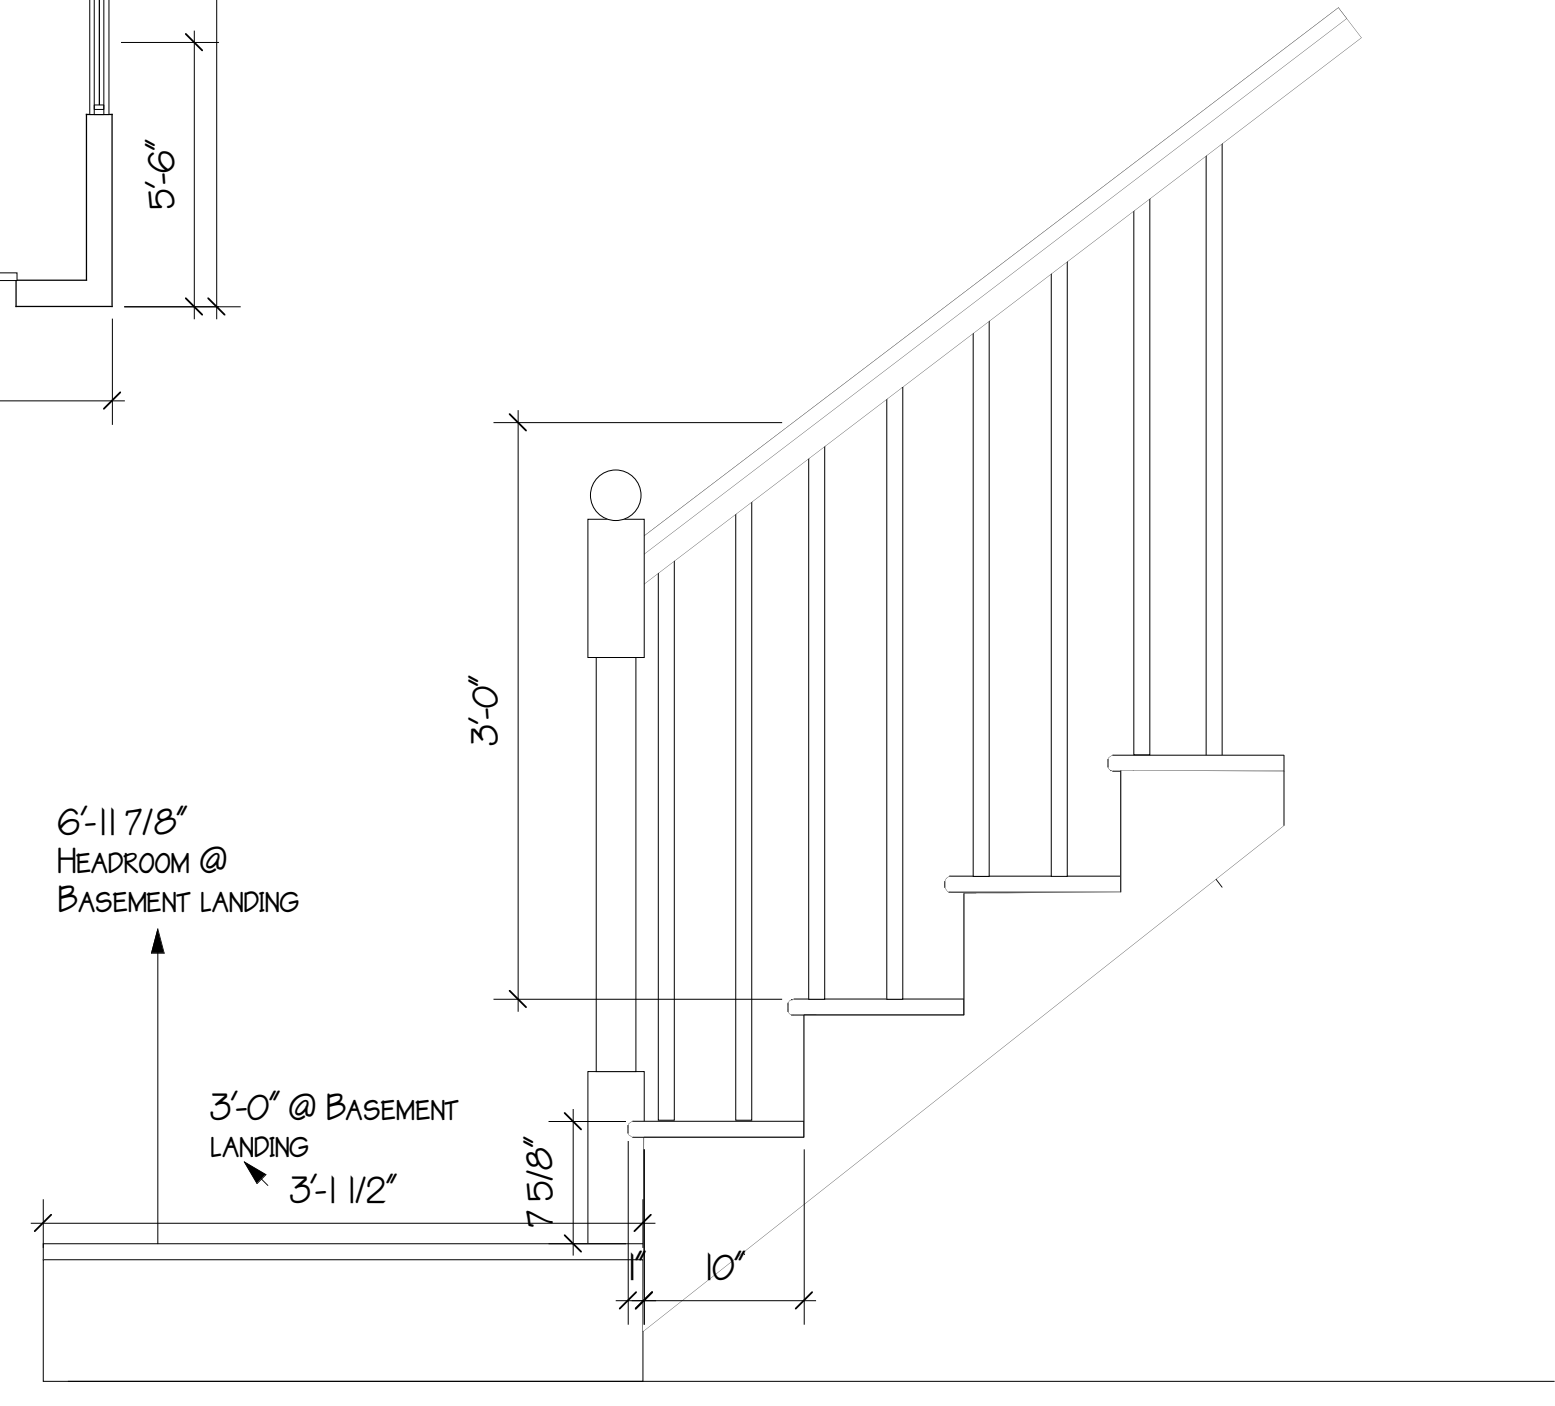 5'-6"
3'-0"
6'-11 7/8"
HEADROOM @
BASEMENT LANDING
3'-0" @ BASEMENT
LANDING
3'-1 1/2"
7 5/8"
1"
10"